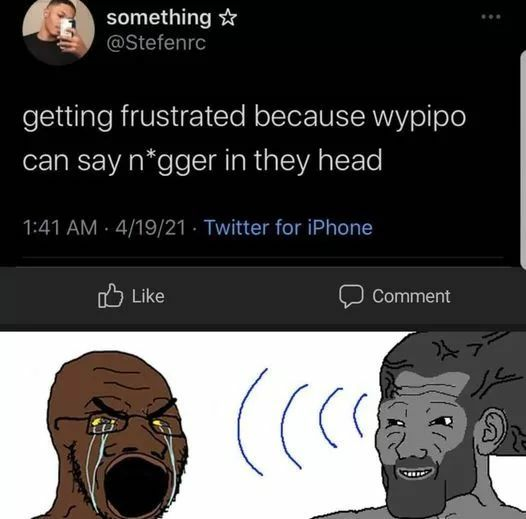 something ☆
@Stefenrc
getting frustrated because wypipo
can say n*gger in they head
1:41 AM · 4/19/21 · Twitter for iPhone
Like
Comment